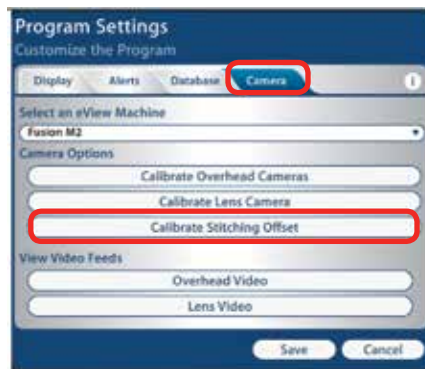 Program Settings
Customize the Program
Display Alerts Database Camera i
Select an eView Machine
Fusion M2
Camera Options
Calibrate Overhead Cameras
Calibrate Lens Camera
Calibrate Stitching Offset
View Video Feeds
Overhead Video
Lens Video
Save Cancel